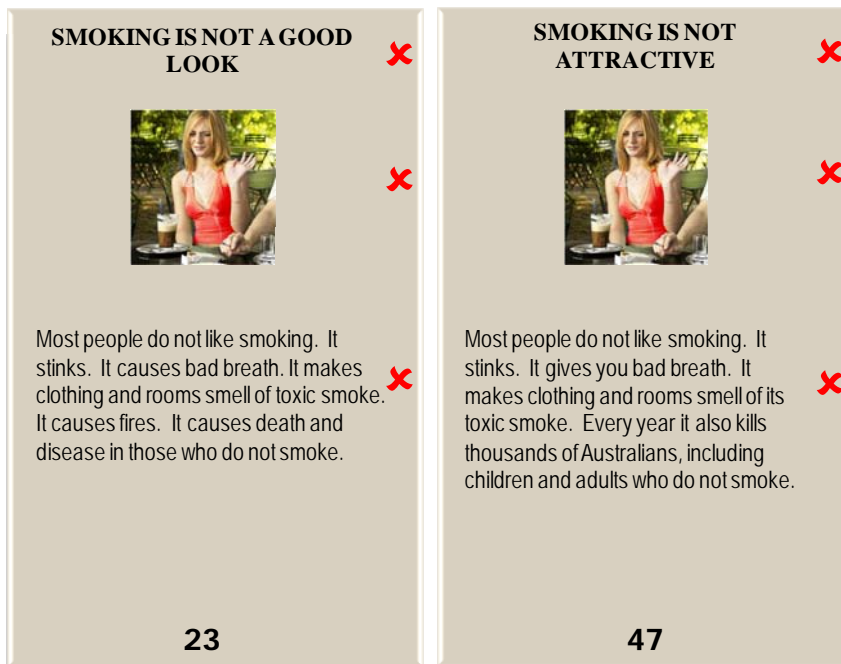 SMOKING IS NOT A GOOD
LOOK
Most people do not like smoking. It
stinks. It causes bad breath. It makes
clothing and rooms smell of toxic smoke.
It causes fires. It causes death and
disease in those who do not smoke.
23
SMOKING IS NOT
ATTRACTIVE
Most people do not like smoking. It
stinks. It gives you bad breath. It
makes clothing and rooms smell of its
toxic smoke. Every year it also kills
thousands of Australians, including
children and adults who do not smoke.
47